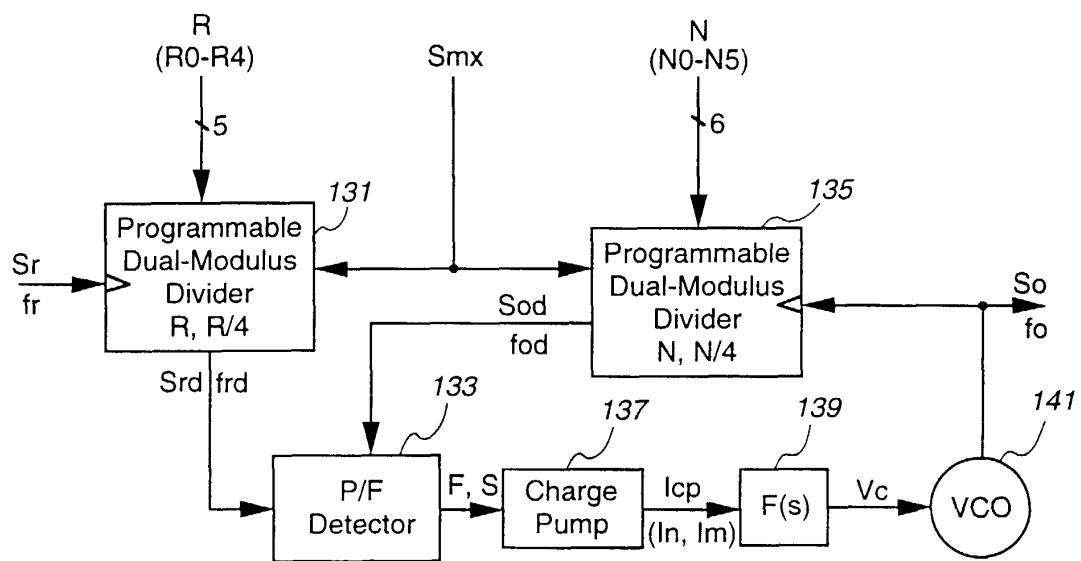 R
(R0-R4)
Smx
N
(N0-N5)
5
6
131
135
Programmable
Dual-Modulus
Divider
R, R/4
Programmable
Dual-Modulus
Divider
N, N/4
Sr
fr
So
fo
Sod
fod
Srd frd
133
137
139
141
P/F
Detector
F, S
Charge
Pump
Icp
(In, Im)
F(s)
Vc
VCO